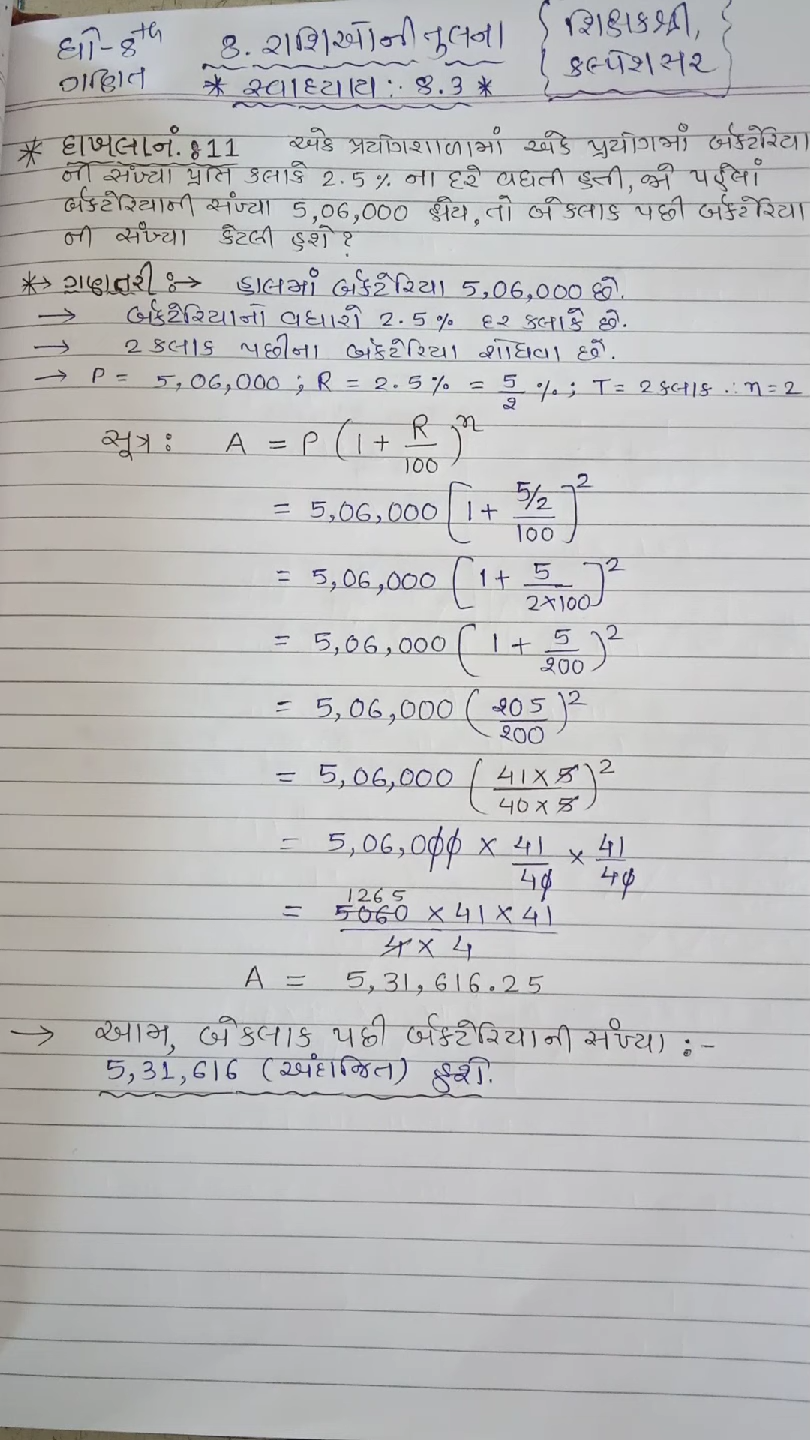 ધો-8th 8. રાશિઓની તુલના { શિક્ષકશ્રી, }
ગણિત * સ્વાધ્યાય:- 8.3 * { કલ્પેશ સર }
* દાખલા નં. :11 એક પ્રયોગશાળામાં એક પ્રયોગમાં બેક્ટેરિયા
ની સંખ્યા પ્રતિ કલાકે 2.5% ના દરે વધતી હતી, જો પહેલાં
બેક્ટેરિયાની સંખ્યા 5,06,000 હોય, તો બે કલાક પછી બેક્ટેરિયા
ની સંખ્યા કેટલી હશે?
*→ ગણતરી :→ હાલમાં બેક્ટેરિયા 5,06,000 છે.
→ બેક્ટેરિયાનો વધારો 2.5% દર કલાકે છે.
→ 2 કલાક પછીના બેક્ટેરિયા શોધવા છે.
→ P = 5,06,000 ; R = 2.5% = 5/2 % ; T = 2 કલાક ∴ n = 2
સૂત્ર : A = P (1 + R/100)^n
= 5,06,000 [1 + 5/2/100]^2
= 5,06,000 [1 + 5/2×100]^2
= 5,06,000 (1 + 5/200)^2
= 5,06,000 (205/200)^2
= 5,06,000 (41×5/40×5)^2
= 5,06,000 × 41/40 × 41/40
1265
= 5060 × 41 × 41 / 4 × 4
A = 5,31,616.25
→ આમ, બે કલાક પછી બેક્ટેરિયાની સંખ્યા :-
5,31,616 (અંદાજિત) હશે.